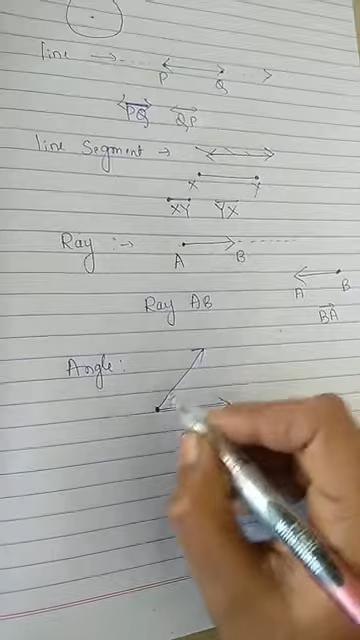 Line
P Q
PQ QP
line Segment →
X Y
XY YX
Ray :→
A B
A B
Ray AB
BA
Angle: